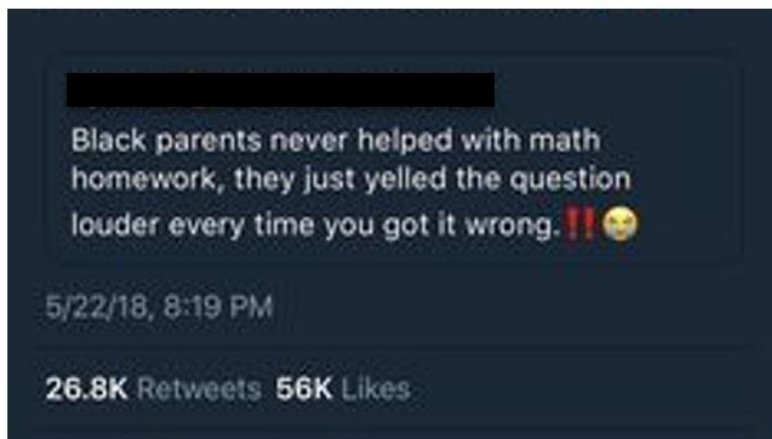 Black parents never helped with math
homework, they just yelled the question
louder every time you got it wrong.‼️😭
5/22/18, 8:19 PM
26.8K Retweets 56K Likes